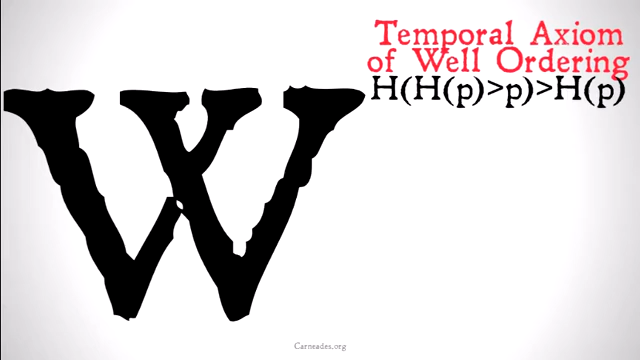 Temporal Axiom
of Well Ordering
H(H(p)>p)>H(p)
W
Carneades.org